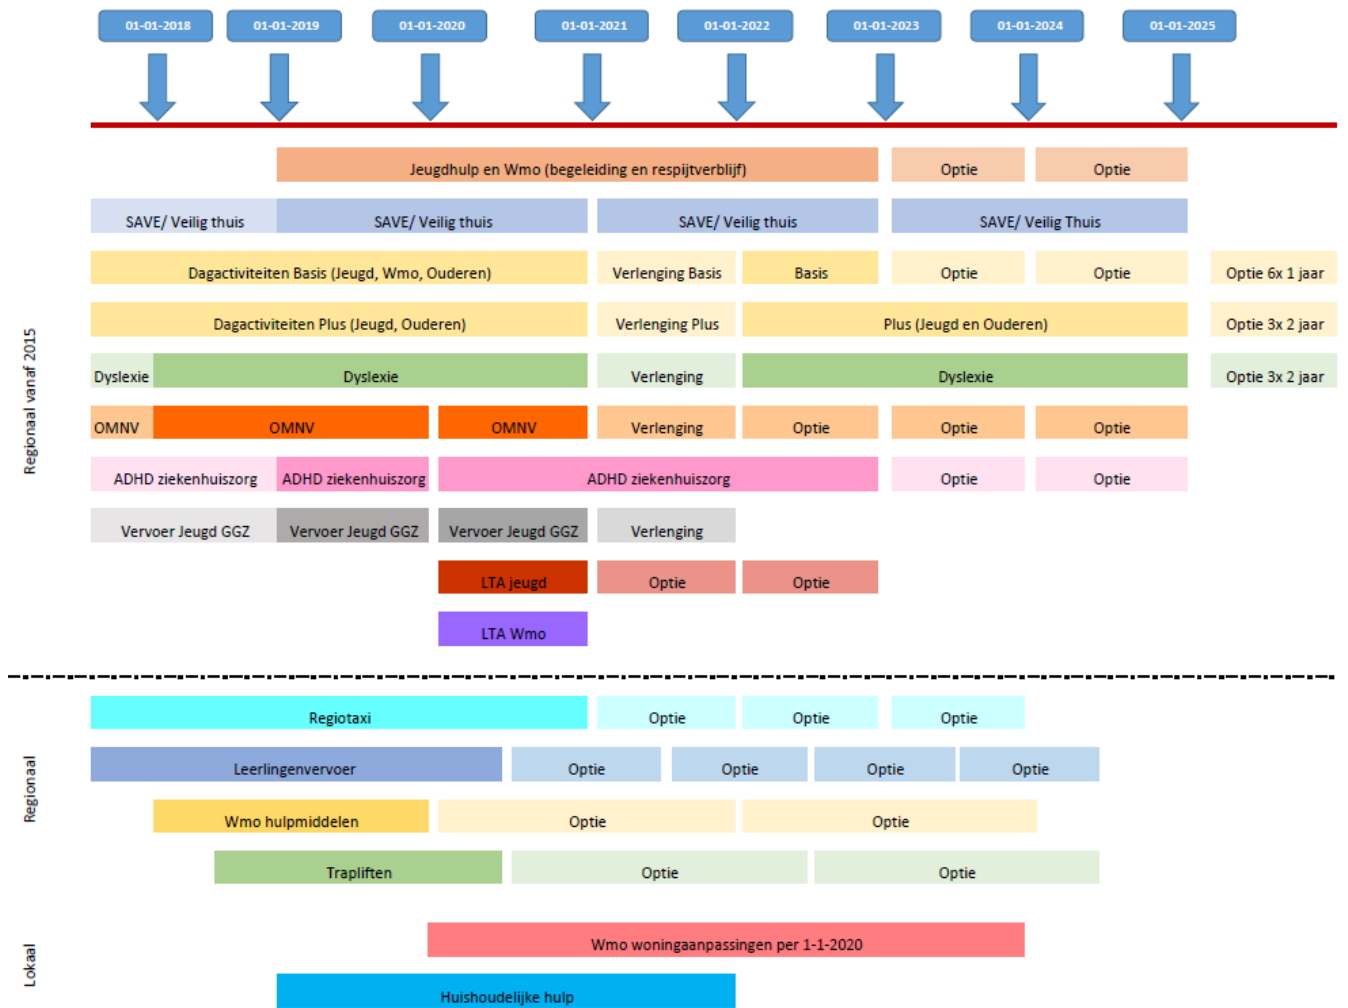 01-01-2018 01-01-2019 01-01-2020 01-01-2021 01-01-2022 01-01-2023 01-01-2024 01-01-2025
Regionaal vanaf 2015
Jeugdhulp en Wmo (begeleiding en respijtverblijf) Optie Optie
SAVE/ Veilig thuis SAVE/ Veilig thuis SAVE/ Veilig thuis SAVE/ Veilig Thuis
Dagactiviteiten Basis (Jeugd, Wmo, Ouderen) Verlenging Basis Basis Optie Optie Optie 6x 1 jaar
Dagactiviteiten Plus (Jeugd, Ouderen) Verlenging Plus Plus (Jeugd en Ouderen) Optie 3x 2 jaar
Dyslexie Dyslexie Verlenging Dyslexie Optie 3x 2 jaar
OMNV OMNV OMNV Verlenging Optie Optie Optie
ADHD ziekenhuiszorg ADHD ziekenhuiszorg ADHD ziekenhuiszorg Optie Optie
Vervoer Jeugd GGZ Vervoer Jeugd GGZ Vervoer Jeugd GGZ Verlenging
LTA jeugd Optie Optie
LTA Wmo
Regionaal
Regiotaxi Optie Optie Optie
Leerlingenvervoer Optie Optie Optie Optie
Wmo hulpmiddelen Optie Optie
Trapliften Optie Optie
Lokaal
Wmo woningaanpassingen per 1-1-2020
Huishoudelijke hulp